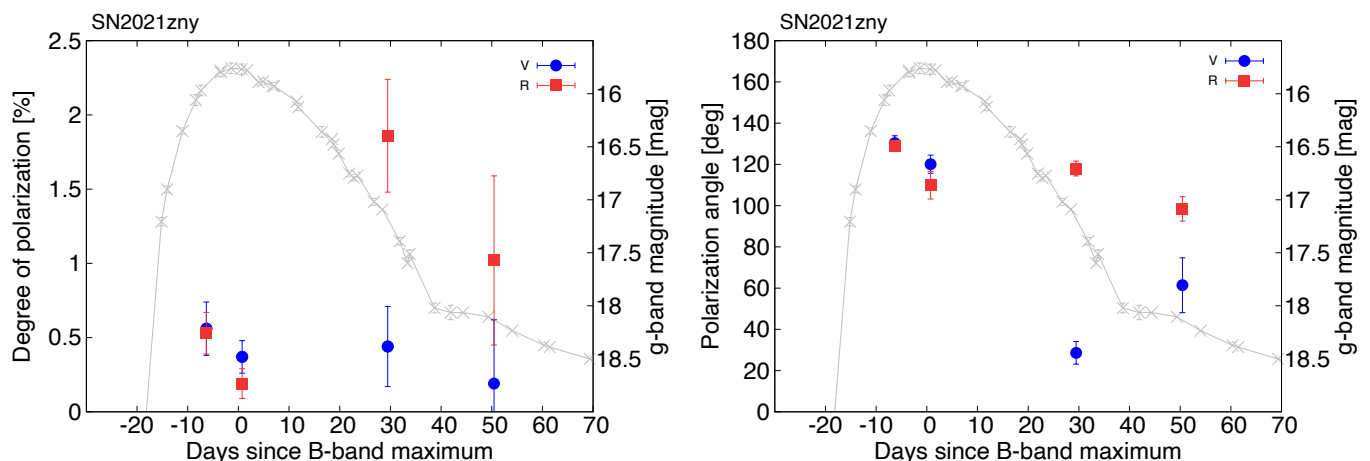 SN2021zny
Degree of polarization [%]
2.5
2
1.5
1
0.5
0
-20 -10 0 10 20 30 40 50 60 70
Days since B-band maximum
V
R
16
16.5
17
17.5
18
18.5
g-band magnitude [mag]
SN2021zny
Polarization angle [deg]
180
160
140
120
100
80
60
40
20
0
-20 -10 0 10 20 30 40 50 60 70
Days since B-band maximum
V
R
16
16.5
17
17.5
18
18.5
g-band magnitude [mag]